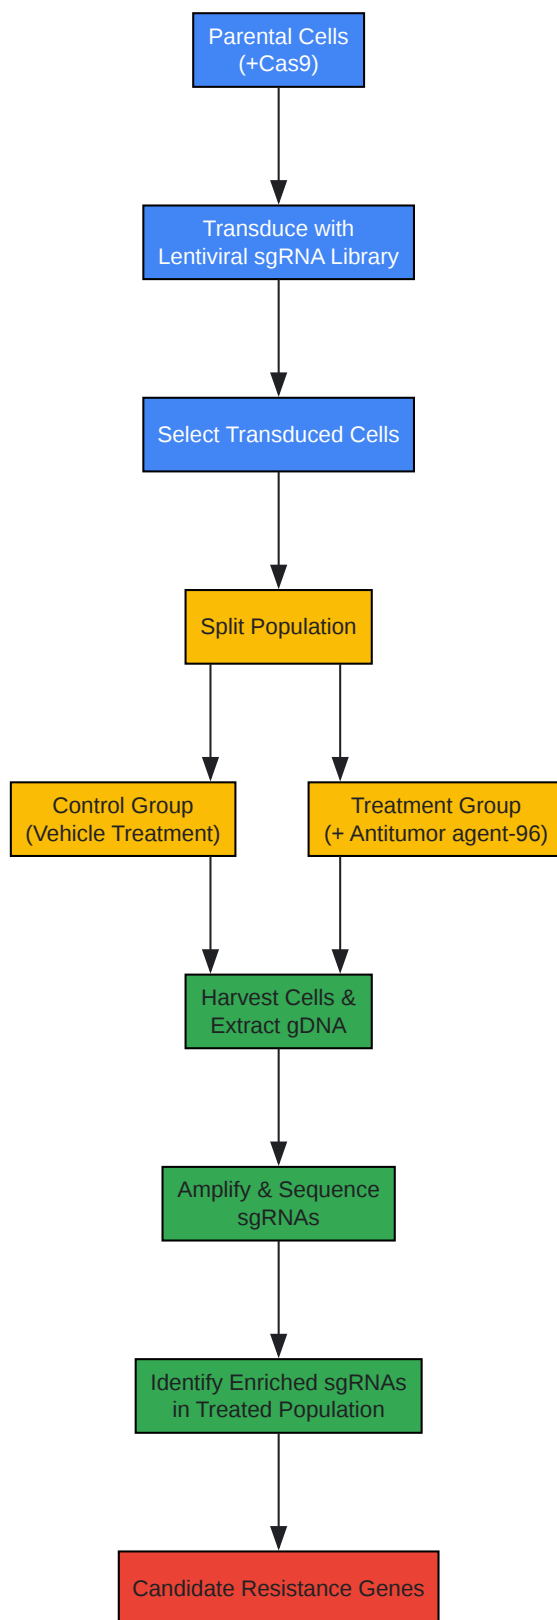 Parental Cells
(+Cas9)
Transduce with
Lentiviral sgRNA Library
Select Transduced Cells
Split Population
Control Group
(Vehicle Treatment)
Treatment Group
(+ Antitumor agent-96)
Harvest Cells &
Extract gDNA
Amplify & Sequence
sgRNAs
Identify Enriched sgRNAs
in Treated Population
Candidate Resistance Genes